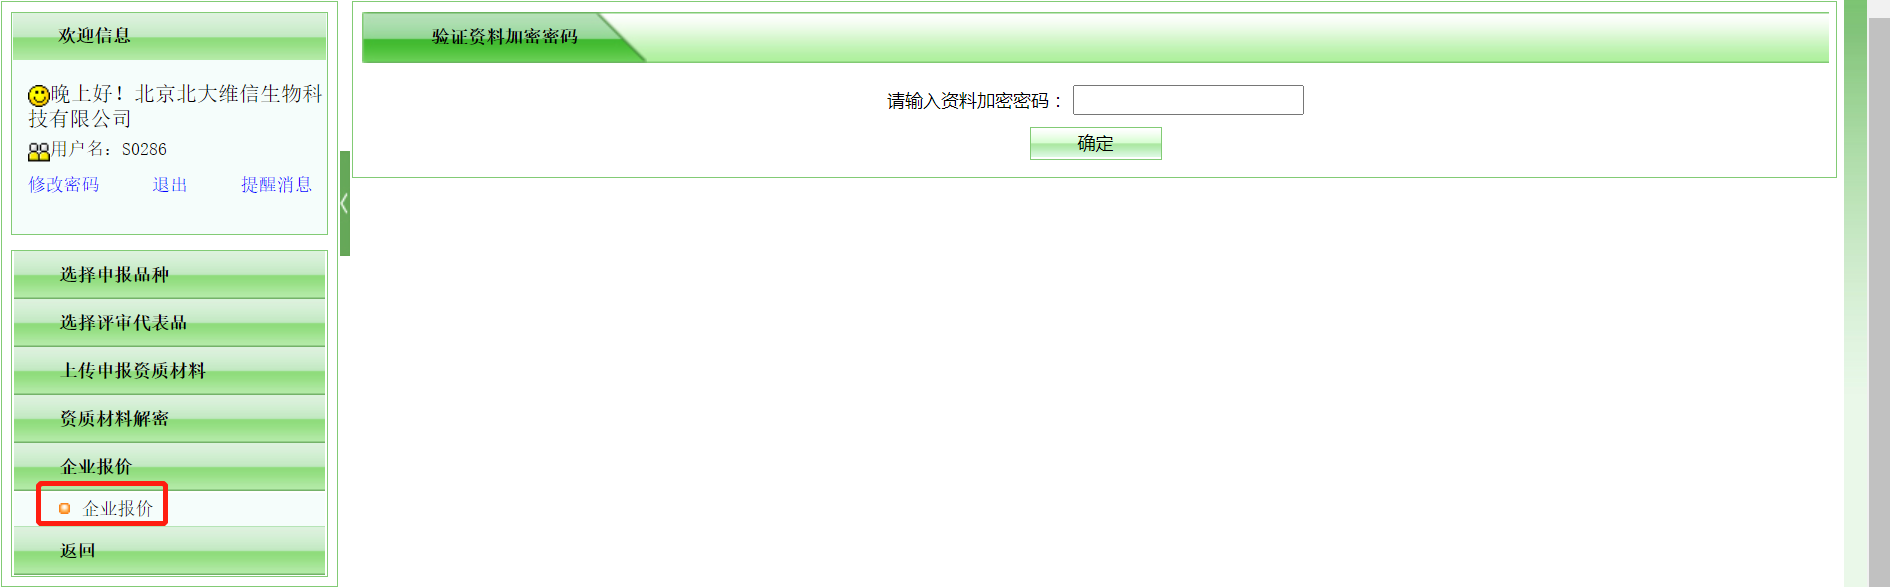 欢迎信息
晚上好！北京北大维信生物科
技有限公司
用户名：S0286
修改密码 退出 提醒消息
选择申报品种
选择评审代表品
上传申报资质材料
资质材料解密
企业报价
企业报价
返回
验证资料加密密码
请输入资料加密密码：
确定